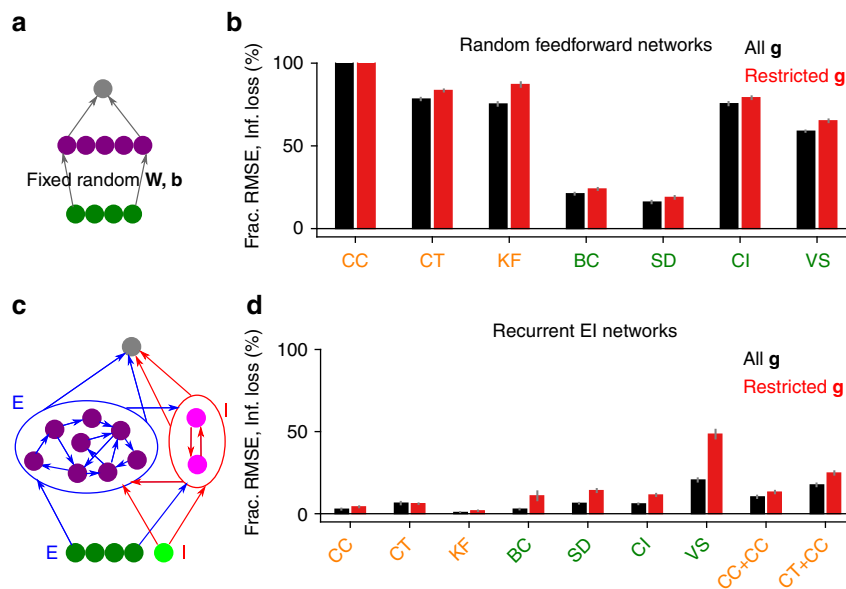 a
Fixed random W, b
b
Random feedforward networks
All g
Restricted g
Frac. RMSE, Inf. loss (%)
100
50
0
CC CT KF BC SD CI VS
c
E I
E I
d
Recurrent EI networks
All g
Restricted g
Frac. RMSE, Inf. loss (%)
100
50
0
CC CT KF BC SD CI VS CC+CC CT+CC